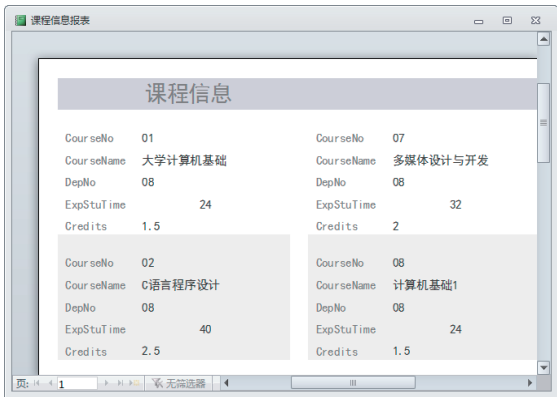 课程信息报表
课程信息
CourseNo 01
CourseName 大学计算机基础
DepNo 08
ExpStuTime 24
Credits 1.5
CourseNo 07
CourseName 多媒体设计与开发
DepNo 08
ExpStuTime 32
Credits 2
CourseNo 02
CourseName C语言程序设计
DepNo 08
ExpStuTime 40
Credits 2.5
CourseNo 08
CourseName 计算机基础1
DepNo 08
ExpStuTime 24
Credits 1.5
页: 1 无筛选器